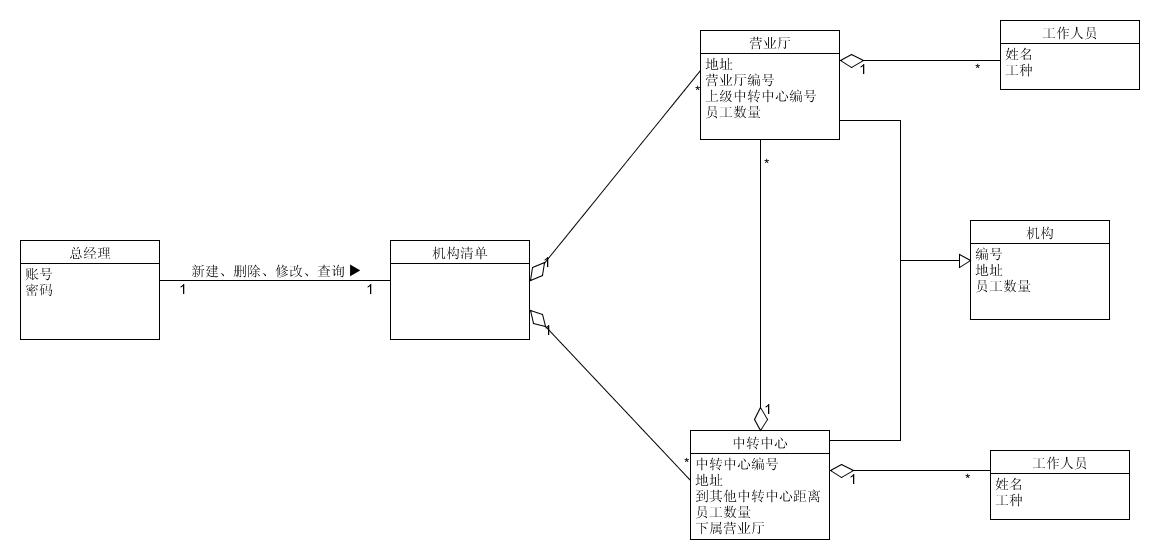 总经理
账号
密码
新建、删除、修改、查询
1
1
机构清单
1
1
营业厅
地址
营业厅编号
上级中转中心编号
员工数量
*
*
1
*
工作人员
姓名
工种
机构
编号
地址
员工数量
1
*
中转中心
中转中心编号
地址
到其他中转中心距离
员工数量
下属营业厅
1
*
工作人员
姓名
工种